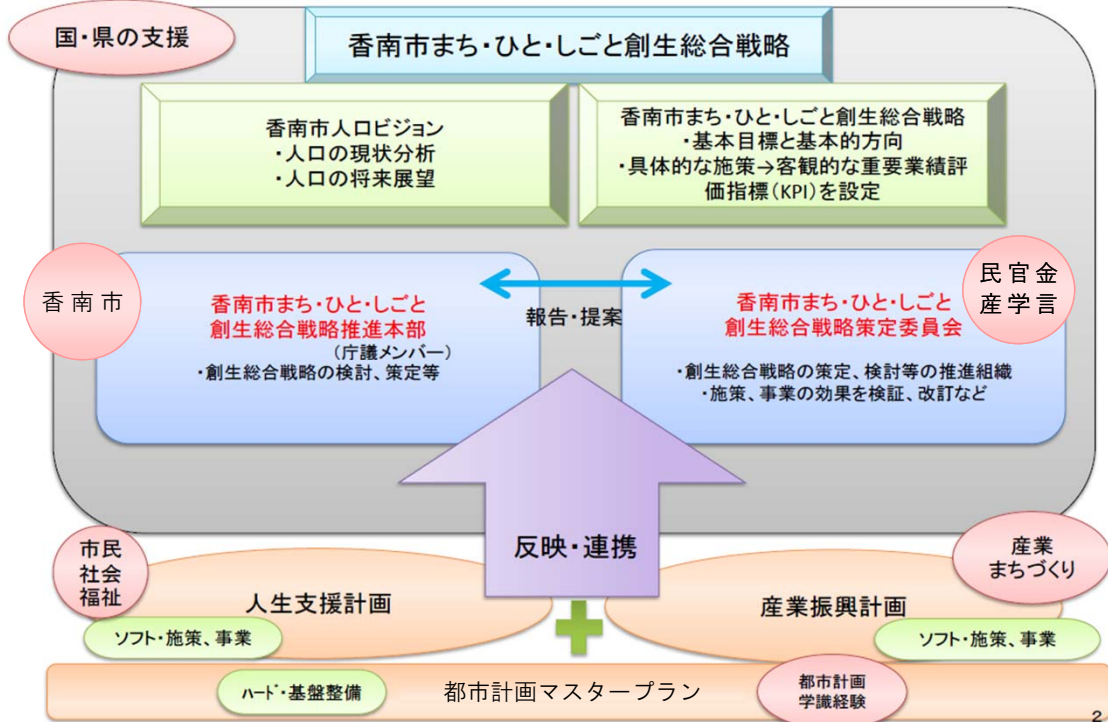 国・県の支援
香南市まち・ひと・しごと創生総合戦略
香南市人口ビジョン
・人口の現状分析
・人口の将来展望
香南市まち・ひと・しごと創生総合戦略
・基本目標と基本的方向
・具体的な施策→客観的な重要業績評
価指標(KPI)を設定
香南市
香南市まち・ひと・しごと
創生総合戦略推進本部
(庁議メンバー)
・創生総合戦略の検討、策定等
報告・提案
民官金
産学言
香南市まち・ひと・しごと
創生総合戦略策定委員会
・創生総合戦略の策定、検討等の推進組織
・施策、事業の効果を検証、改訂など
反映・連携
市民
社会
福祉
人生支援計画
ソフト・施策、事業
産業
まちづくり
産業振興計画
ソフト・施策、事業
ハード・基盤整備
都市計画マスタープラン
都市計画
学識経験
2